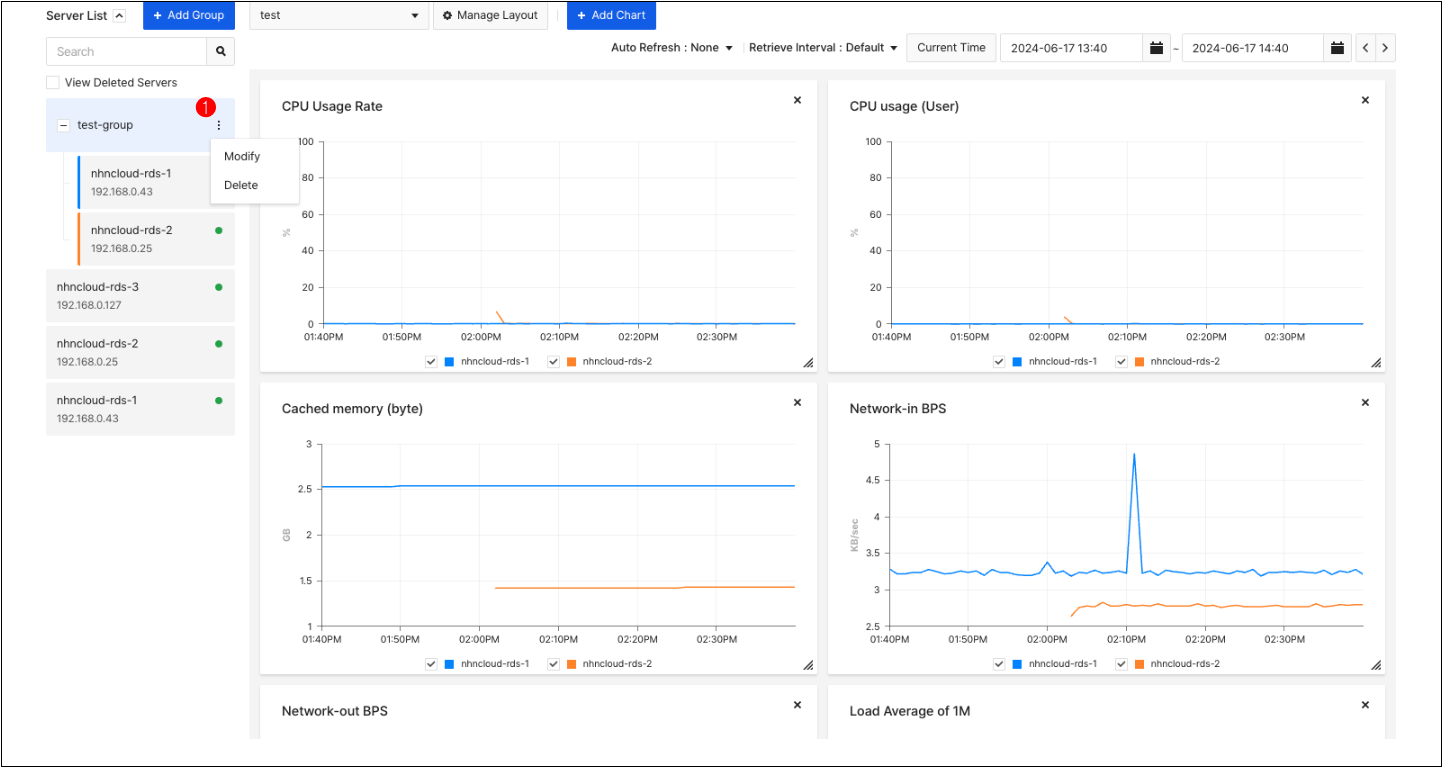 Server List
+ Add Group
test
Manage Layout
+ Add Chart
Search
Auto Refresh : None
Retrieve Interval : Default
Current Time
2024-06-17 13:40
~
2024-06-17 14:40
View Deleted Servers
1
test-group
Modify
Delete
nhncloud-rds-1
192.168.0.43
nhncloud-rds-2
192.168.0.25
nhncloud-rds-3
192.168.0.127
nhncloud-rds-2
192.168.0.25
nhncloud-rds-1
192.168.0.43
CPU Usage Rate
100
80
60
%
40
20
0
01:40PM 01:50PM 02:00PM 02:10PM 02:20PM 02:30PM
nhncloud-rds-1 nhncloud-rds-2
CPU usage (User)
100
80
60
%
40
20
0
01:40PM 01:50PM 02:00PM 02:10PM 02:20PM 02:30PM
nhncloud-rds-1 nhncloud-rds-2
Cached memory (byte)
3
2.5
GB
2
1.5
1
01:40PM 01:50PM 02:00PM 02:10PM 02:20PM 02:30PM
nhncloud-rds-1 nhncloud-rds-2
Network-in BPS
5
4.5
4
KB/sec
3.5
3
2.5
01:40PM 01:50PM 02:00PM 02:10PM 02:20PM 02:30PM
nhncloud-rds-1 nhncloud-rds-2
Network-out BPS
Load Average of 1M